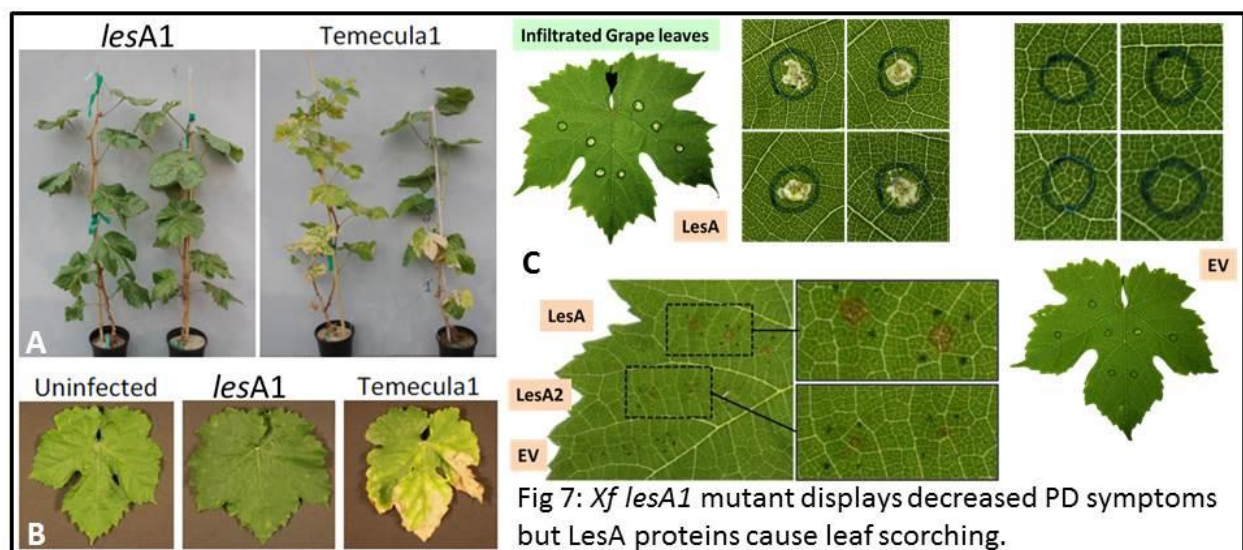 lesA1
Temecula1
A
Uninfected
lesA1
Temecula1
B
Infiltrated Grape leaves
LesA
C
EV
LesA
LesA2
EV
Fig 7: Xf lesA1 mutant displays decreased PD symptoms
but LesA proteins cause leaf scorching.